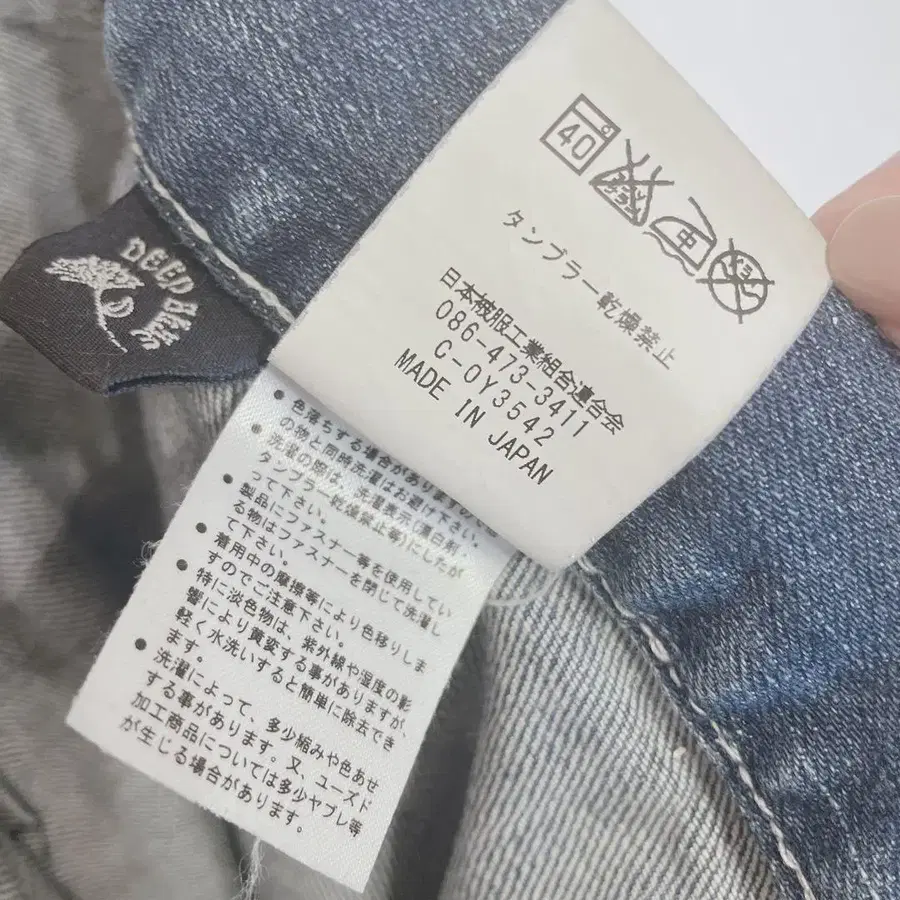 DEEP BLUE
D
40
中
タンブラー乾燥禁止
日本被服工業組合連合会
086-473-3411
C-0Y3542
MADE IN JAPAN
● 色落ちする場合があります
の物と同時洗濯はお避け下さい。
● 洗濯の際は、洗濯表示(漂白剤、
タンブラー乾燥禁止等)にしたが
って下さい。
● 製品にファスナー等を使用してい
る物はファスナーを閉じて洗濯し
て下さい。
● 着用中の摩擦等により色移りしま
すのでご注意下さい。
● 特に淡色物は、紫外線や湿度の影
響により黄変する事がありますが、
軽く水洗いすると簡単に除去でき
ます。
● 洗濯によって、多少縮みや色あせ
する事があります。又、ユーズド
加工商品については多少ヤブレ等
が生じる場合があります。